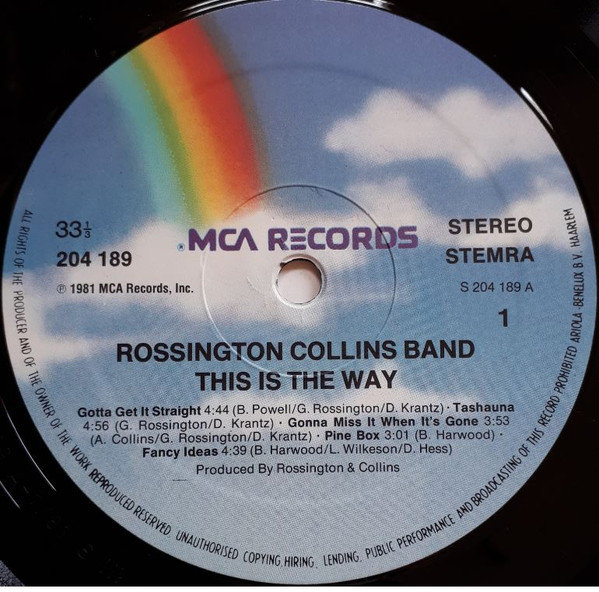 33⅓
204 189
℗ 1981 MCA Records, Inc.
®MCA RECORDS
STEREO
STEMRA
S 204 189 A
1
ROSSINGTON COLLINS BAND
THIS IS THE WAY
Gotta Get It Straight 4:44 (B. Powell/G. Rossington/D. Krantz) · Tashauna
4:56 (G. Rossington/D. Krantz) · Gonna Miss It When It's Gone 3:53
(A. Collins/G. Rossington/D. Krantz) · Pine Box 3:01 (B. Harwood) ·
Fancy Ideas 4:39 (B. Harwood/L. Wilkeson/D. Hess)
Produced By Rossington & Collins
ALL RIGHTS OF THE PRODUCER AND OF THE OWNER OF THE WORK REPRODUCED RESERVED. UNAUTHORISED COPYING, HIRING, LENDING, PUBLIC PERFORMANCE AND BROADCASTING OF THIS RECORD PROHIBITED ARIOLA-BENELUX B.V. HAARLEM